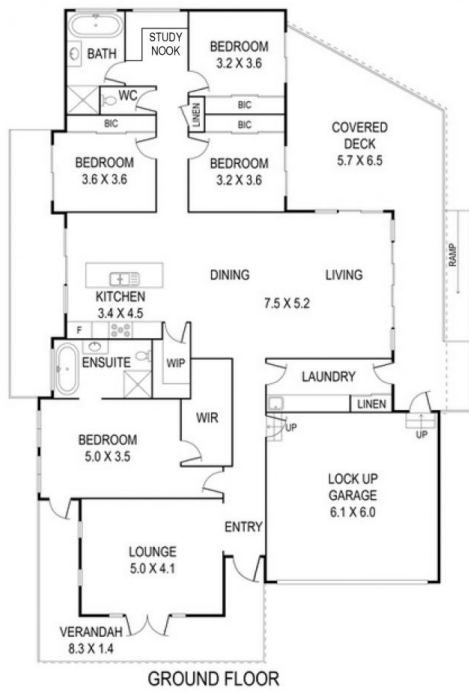 STUDY
NOOK
BATH
BEDROOM
3.2 X 3.6
WC
LINEN
BIC
BIC
BIC
COVERED
DECK
5.7 X 6.5
BEDROOM
3.6 X 3.6
BEDROOM
3.2 X 3.6
RAMP
DINING
LIVING
KITCHEN
3.4 X 4.5
7.5 X 5.2
F
ENSUITE
WIP
LAUNDRY
LINEN
WIR
UP
UP
BEDROOM
5.0 X 3.5
LOCK UP
GARAGE
6.1 X 6.0
ENTRY
LOUNGE
5.0 X 4.1
VERANDAH
8.3 X 1.4
GROUND FLOOR